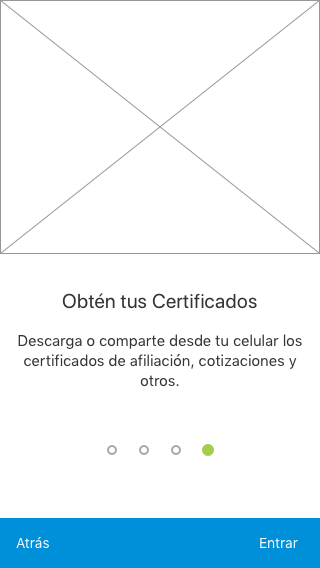 Obtén tus Certificados
Descarga o comparte desde tu celular los
certificados de afiliación, cotizaciones y
otros.
Atrás
Entrar